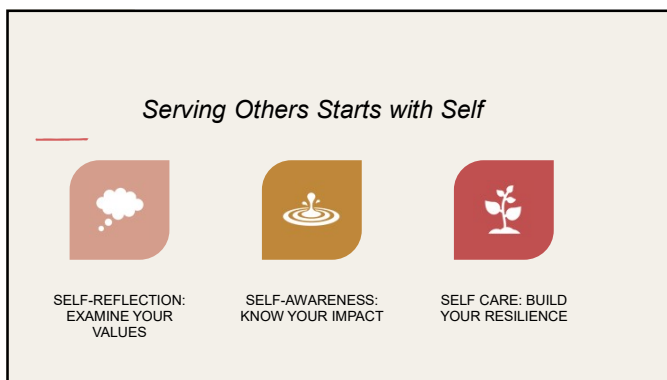 Serving Others Starts with Self
SELF-REFLECTION:
EXAMINE YOUR
VALUES
SELF-AWARENESS:
KNOW YOUR IMPACT
SELF CARE: BUILD
YOUR RESILIENCE